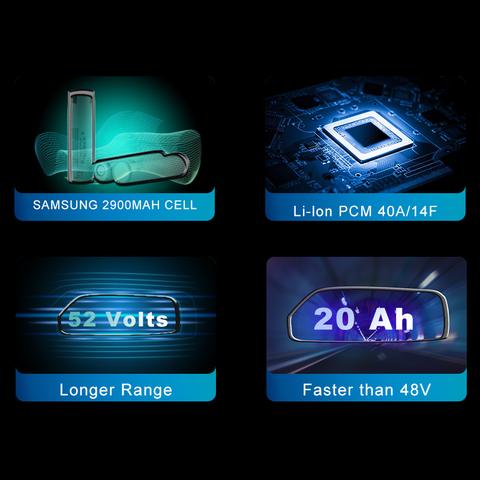 SAMSUNG 2900MAH CELL
Li-Ion PCM 40A/14F
52 Volts
Longer Range
20 Ah
Faster than 48V